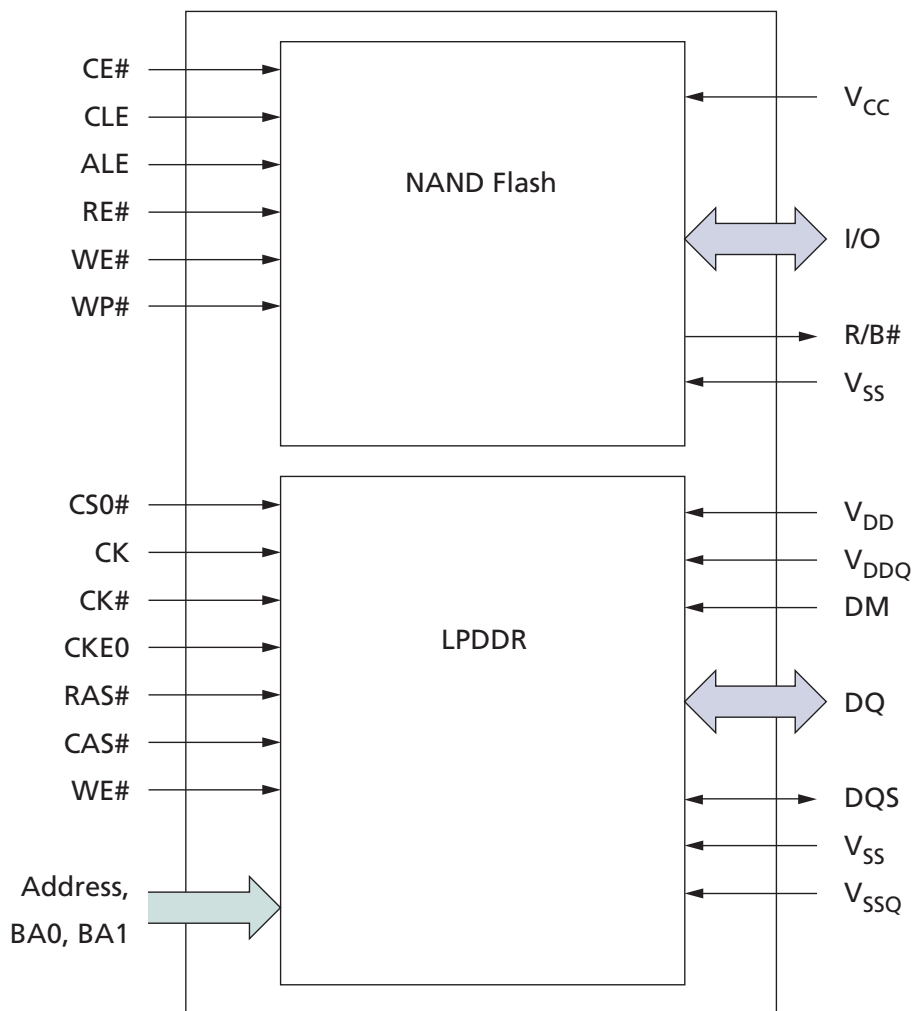 CE#
CLE
ALE
RE#
WE#
WP#
NAND Flash
VCC
I/O
R/B#
VSS
CS0#
CK
CK#
CKE0
RAS#
CAS#
WE#
Address,
BA0, BA1
LPDDR
VDD
VDDQ
DM
DQ
DQS
VSS
VSSQ